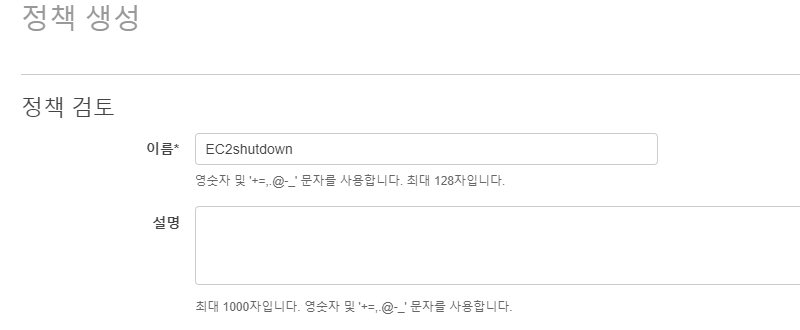 정책 생성
정책 검토
이름* EC2shutdown
영숫자 및 '+=,.@-_' 문자를 사용합니다. 최대 128자입니다.
설명
최대 1000자입니다. 영숫자 및 '+=,.@-_' 문자를 사용합니다.